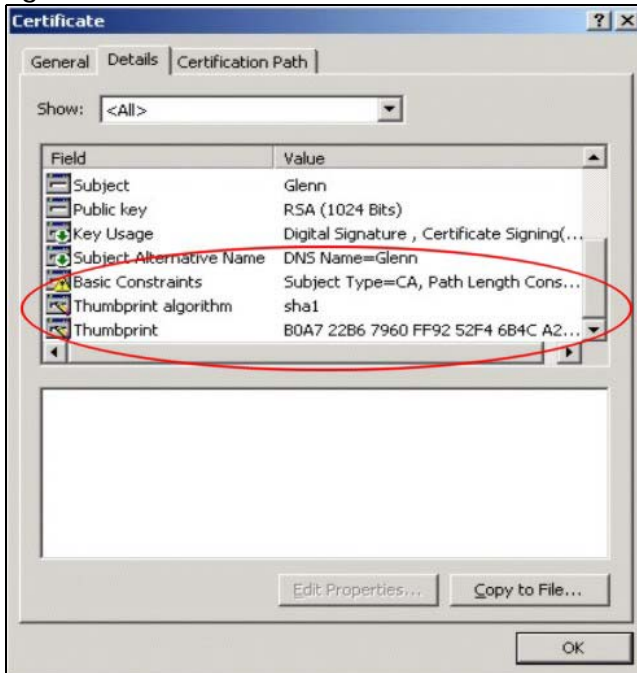 Certificate
General Details Certification Path
Show: <All>
Field Value
Subject Glenn
Public key RSA (1024 Bits)
Key Usage Digital Signature , Certificate Signing(...
Subject Alternative Name DNS Name=Glenn
Basic Constraints Subject Type=CA, Path Length Cons...
Thumbprint algorithm sha1
Thumbprint B0A7 22B6 7960 FF92 52F4 6B4C A2...
Edit Properties... Copy to File...
OK